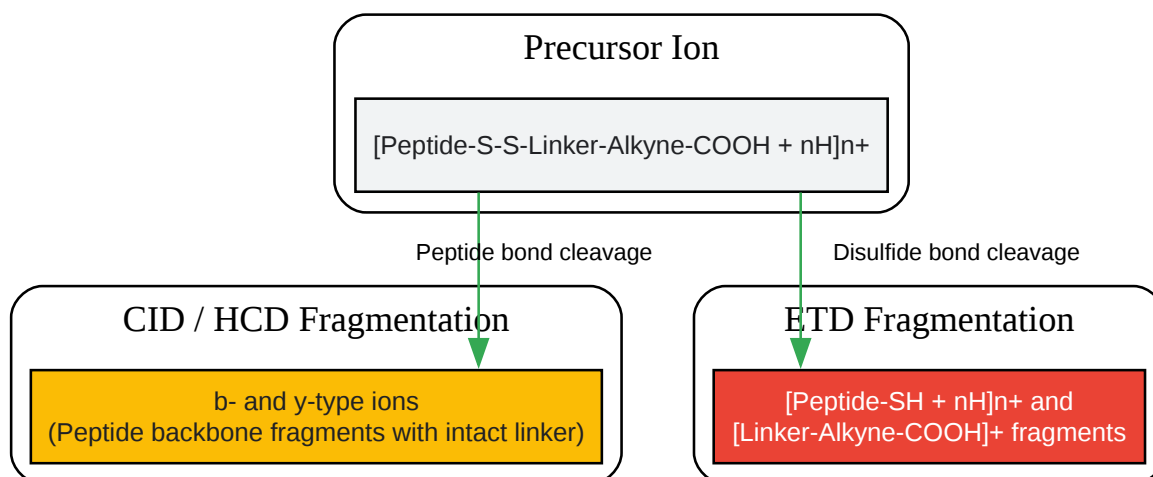 Precursor Ion
[Peptide-S-S-Linker-Alkyne-COOH + nH]n+
Peptide bond cleavage
Disulfide bond cleavage
CID / HCD Fragmentation
b- and y-type ions
(Peptide backbone fragments with intact linker)
ETD Fragmentation
[Peptide-SH + nH]n+ and
[Linker-Alkyne-COOH]+ fragments